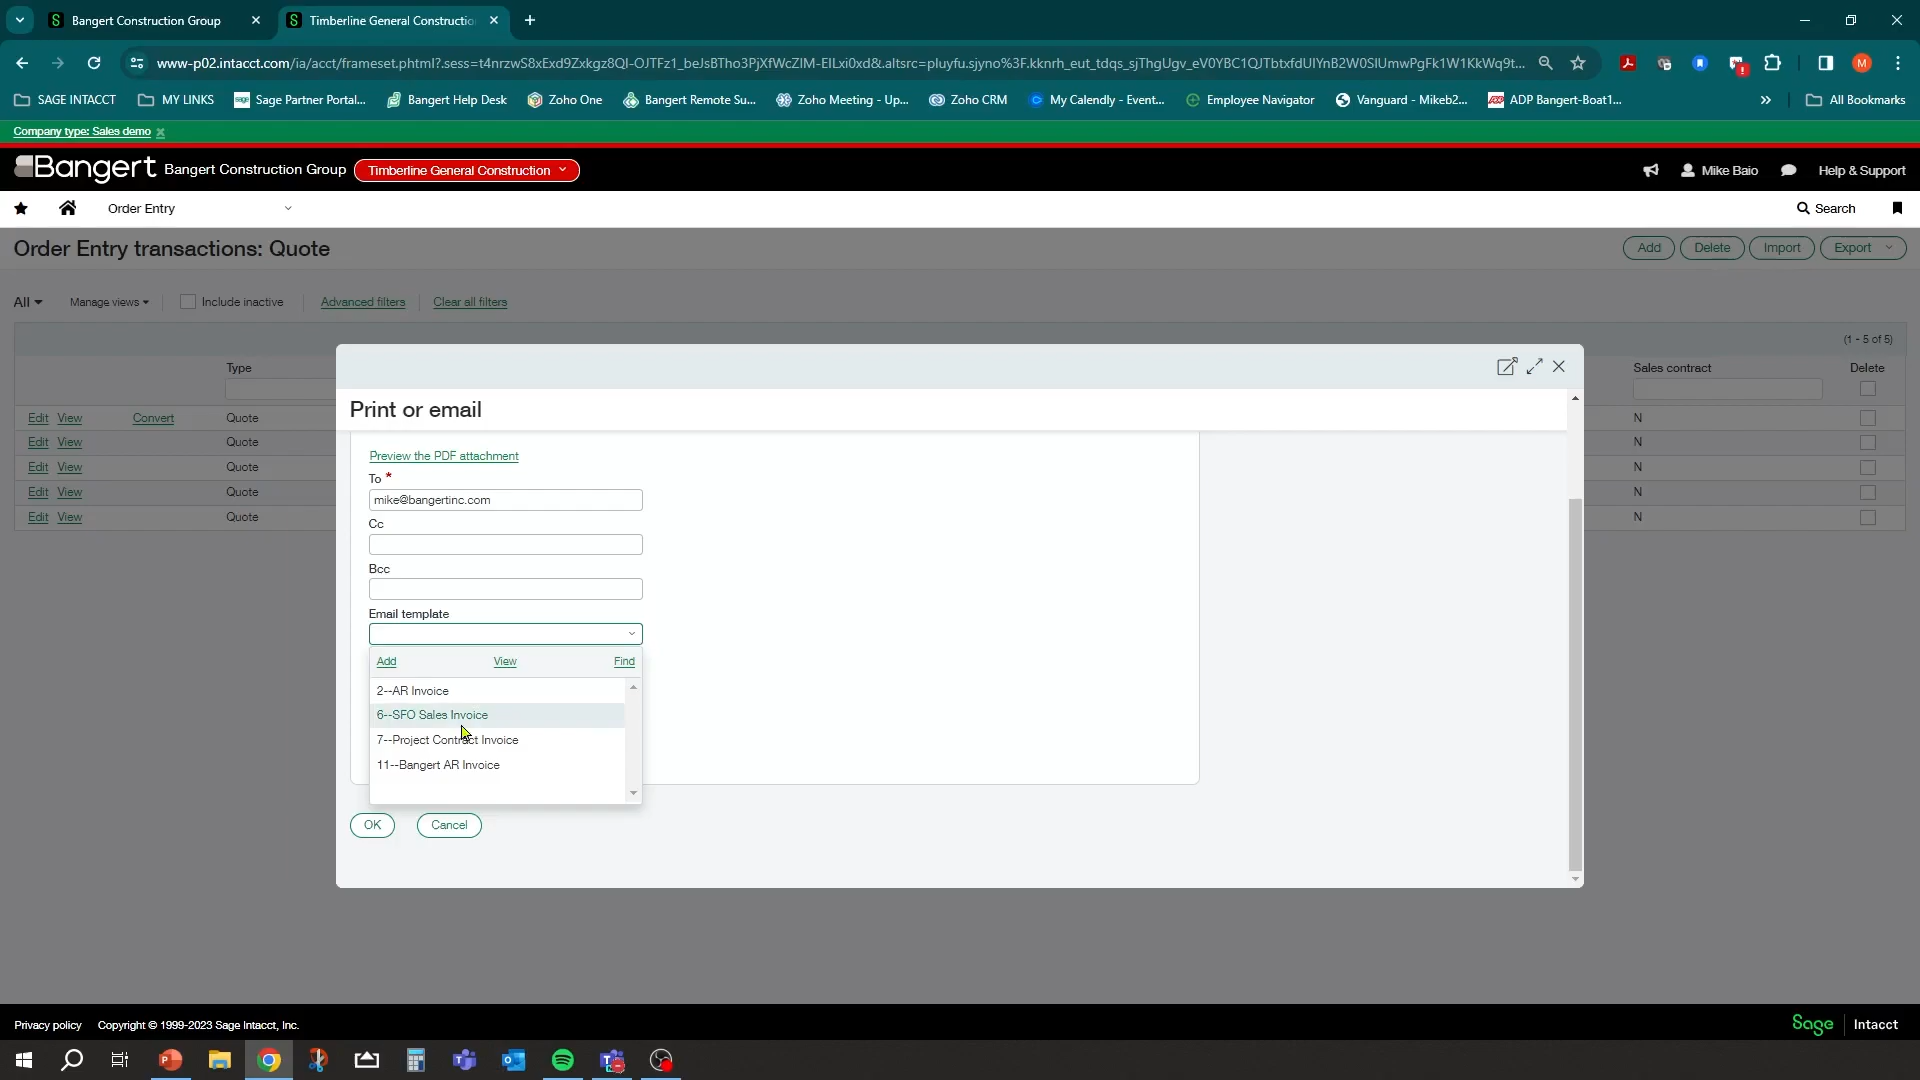 Bangert Construction Group
Timberline General Constructio
www-p02.intacct.com/ia/acct/frameset.phtml?.sess=t4nrzwS8xExd9Zxkgz8QI-OJTFz1_beJsBTho3PjXfWcZIM-EILxi0xd&.altsrc=pluyfu.sjyno%3F.kknrh_eut_tdqs_sjThgUgv_eV0YBC1QJTbtxfdUIYnB2W0SIUmwPgFk1W1KkWq9t...
SAGE INTACCT MY LINKS Sage Partner Portal... Bangert Help Desk Zoho One Bangert Remote Su... Zoho Meeting - Up... Zoho CRM My Calendly - Event... Employee Navigator Vanguard - Mikeb2... ADP Bangert-Boat1... » All Bookmarks
Company type: Sales demo
Bangert Bangert Construction Group Timberline General Construction Mike Baio Help & Support
Order Entry Search
Order Entry transactions: Quote Add Delete Import Export
All Manage views Include inactive Advanced filters Clear all filters
(1 - 5 of 5)
Type Sales contract Delete
Edit View Convert Quote N
Edit View Quote N
Edit View Quote N
Edit View Quote N
Edit View Quote N
Print or email
Preview the PDF attachment
To *
mike@bangertinc.com
Cc
Bcc
Email template
Add View Find
2--AR Invoice
6--SFO Sales Invoice
7--Project Contract Invoice
11--Bangert AR Invoice
OK Cancel
Privacy policy Copyright © 1999-2023 Sage Intacct, Inc. Sage Intacct